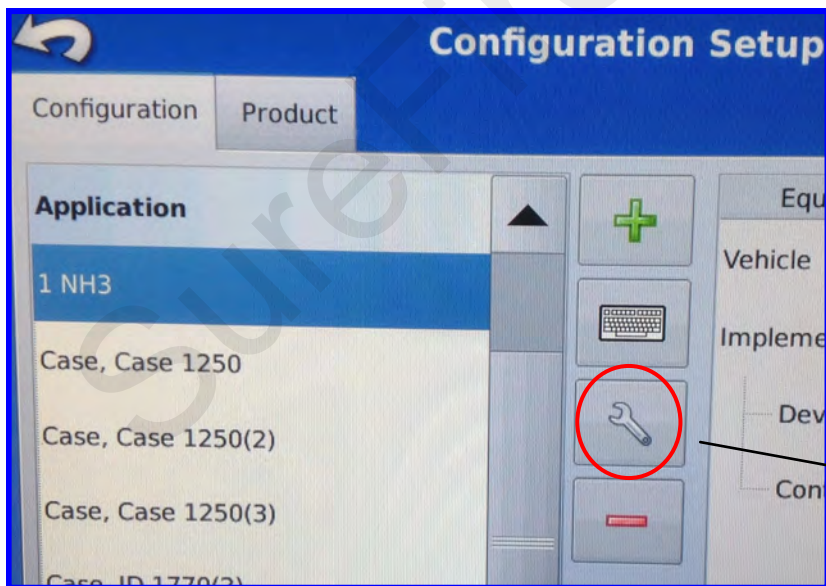 Configuration Setup
Configuration
Product
Application
1 NH3
Case, Case 1250
Case, Case 1250(2)
Case, Case 1250(3)
Equ
Vehicle
Impleme
Dev
Con
SureFire